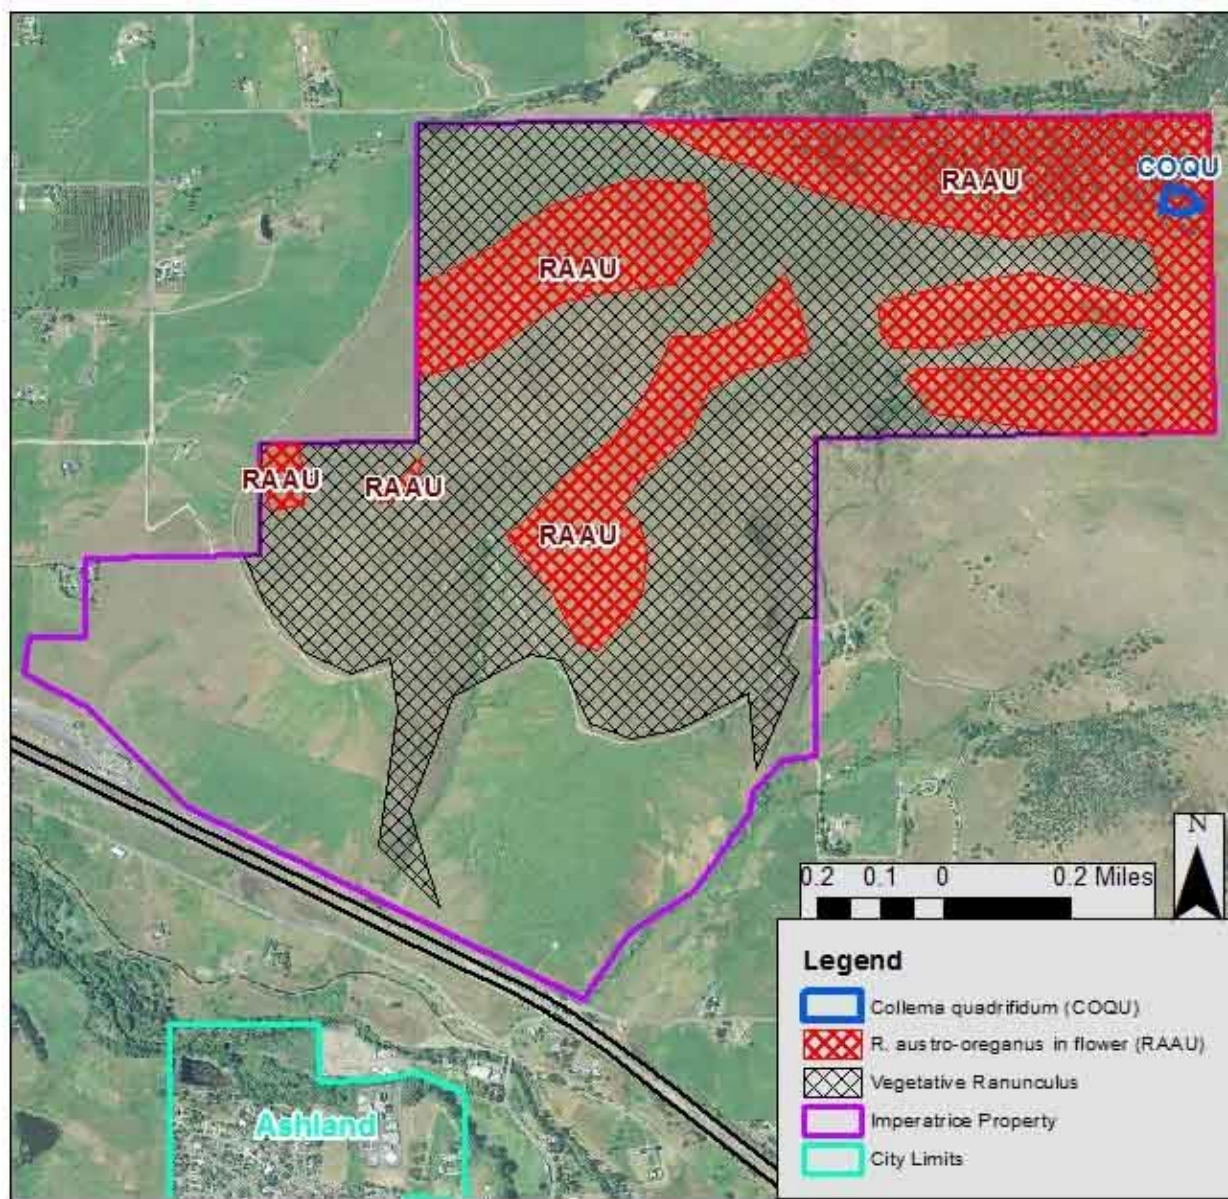 RAAU
COQU
RAAU
RAAU
RAAU
RAAU
N
0.2 0.1 0 0.2 Miles
Legend
Collema quadrifidum (COQU)
R. austro-oreganus in flower (RAAU)
Vegetative Ranunculus
Imperatrice Property
City Limits
Ashland